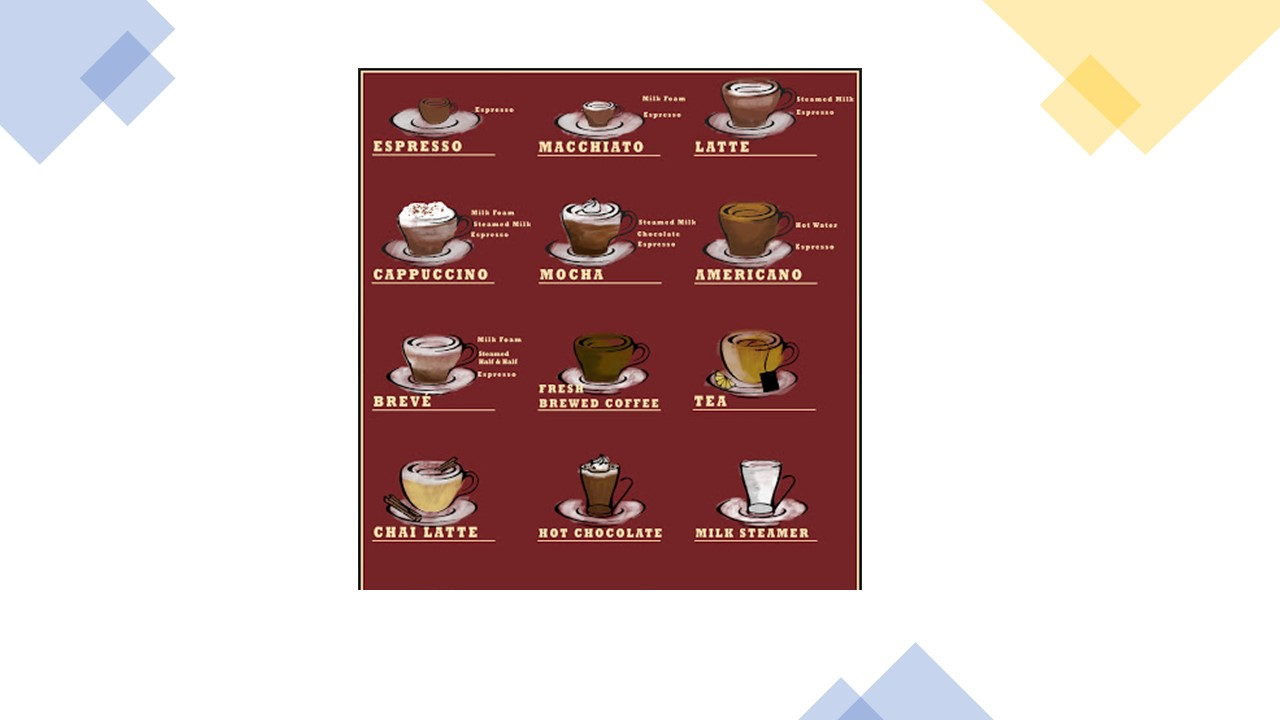 Espresso
ESPRESSO
Milk Foam
Espresso
MACCHIATO
Steamed Milk
Espresso
LATTE
Milk Foam
Steamed Milk
Espresso
CAPPUCCINO
Steamed Milk
Chocolate
Espresso
MOCHA
Hot Water
Espresso
AMERICANO
Milk Foam
Steamed
Half & Half
Espresso
BREVÉ
FRESH
BREWED COFFEE
TEA
CHAI LATTE
HOT CHOCOLATE
MILK STEAMER